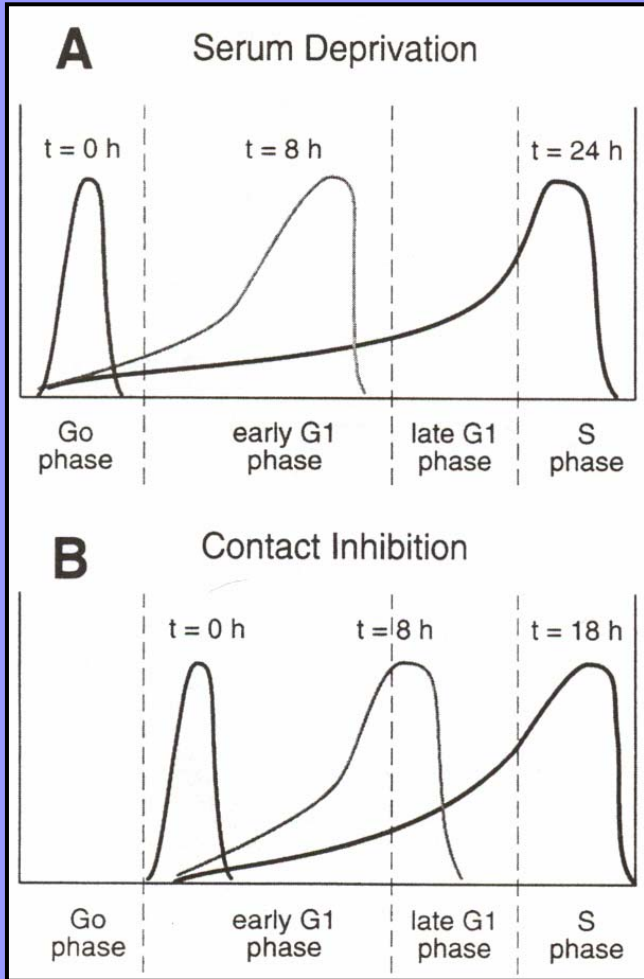 A Serum Deprivation
t = 0 h t = 8 h t = 24 h
Go phase early G1 phase late G1 phase S phase
B Contact Inhibition
t = 0 h t = 8 h t = 18 h
Go phase early G1 phase late G1 phase S phase